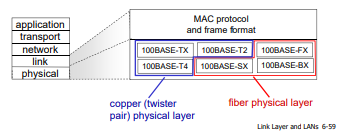 application
transport
network
link
physical
MAC protocol
and frame format
100BASE-TX
100BASE-T2
100BASE-FX
100BASE-T4
100BASE-SX
100BASE-BX
copper (twister
pair) physical layer
fiber physical layer
Link Layer and LANs 6-59